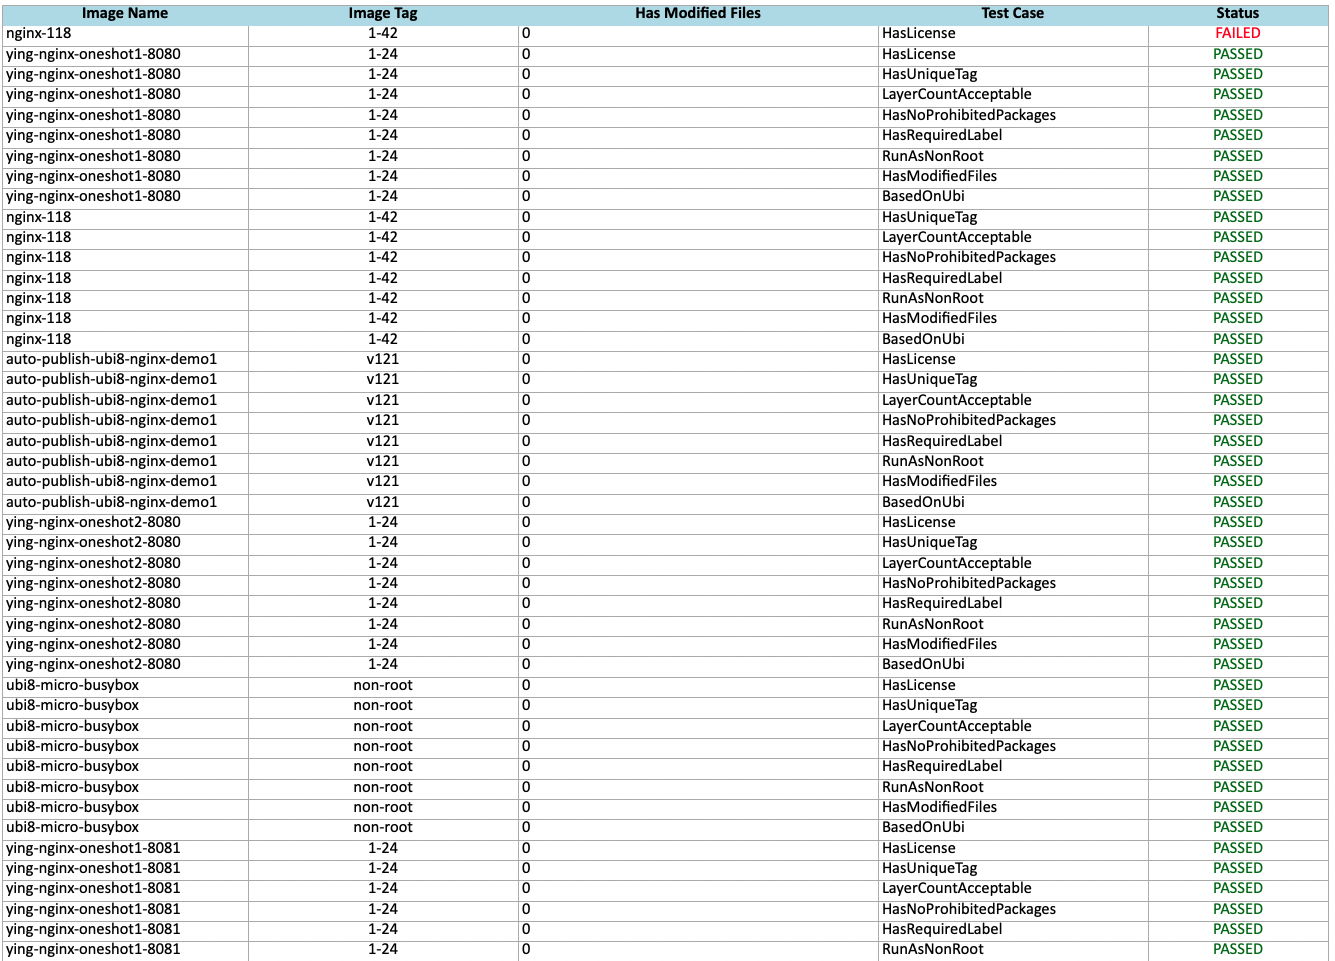 Image Name Image Tag Has Modified Files Test Case Status
nginx-118 1-42 0 HasLicense FAILED
ying-nginx-oneshot1-8080 1-24 0 HasLicense PASSED
ying-nginx-oneshot1-8080 1-24 0 HasUniqueTag PASSED
ying-nginx-oneshot1-8080 1-24 0 LayerCountAcceptable PASSED
ying-nginx-oneshot1-8080 1-24 0 HasNoProhibitedPackages PASSED
ying-nginx-oneshot1-8080 1-24 0 HasRequiredLabel PASSED
ying-nginx-oneshot1-8080 1-24 0 RunAsNonRoot PASSED
ying-nginx-oneshot1-8080 1-24 0 HasModifiedFiles PASSED
ying-nginx-oneshot1-8080 1-24 0 BasedOnUbi PASSED
nginx-118 1-42 0 HasUniqueTag PASSED
nginx-118 1-42 0 LayerCountAcceptable PASSED
nginx-118 1-42 0 HasNoProhibitedPackages PASSED
nginx-118 1-42 0 HasRequiredLabel PASSED
nginx-118 1-42 0 RunAsNonRoot PASSED
nginx-118 1-42 0 HasModifiedFiles PASSED
nginx-118 1-42 0 BasedOnUbi PASSED
auto-publish-ubi8-nginx-demo1 v121 0 HasLicense PASSED
auto-publish-ubi8-nginx-demo1 v121 0 HasUniqueTag PASSED
auto-publish-ubi8-nginx-demo1 v121 0 LayerCountAcceptable PASSED
auto-publish-ubi8-nginx-demo1 v121 0 HasNoProhibitedPackages PASSED
auto-publish-ubi8-nginx-demo1 v121 0 HasRequiredLabel PASSED
auto-publish-ubi8-nginx-demo1 v121 0 RunAsNonRoot PASSED
auto-publish-ubi8-nginx-demo1 v121 0 HasModifiedFiles PASSED
auto-publish-ubi8-nginx-demo1 v121 0 BasedOnUbi PASSED
ying-nginx-oneshot2-8080 1-24 0 HasLicense PASSED
ying-nginx-oneshot2-8080 1-24 0 HasUniqueTag PASSED
ying-nginx-oneshot2-8080 1-24 0 LayerCountAcceptable PASSED
ying-nginx-oneshot2-8080 1-24 0 HasNoProhibitedPackages PASSED
ying-nginx-oneshot2-8080 1-24 0 HasRequiredLabel PASSED
ying-nginx-oneshot2-8080 1-24 0 RunAsNonRoot PASSED
ying-nginx-oneshot2-8080 1-24 0 HasModifiedFiles PASSED
ying-nginx-oneshot2-8080 1-24 0 BasedOnUbi PASSED
ubi8-micro-busybox non-root 0 HasLicense PASSED
ubi8-micro-busybox non-root 0 HasUniqueTag PASSED
ubi8-micro-busybox non-root 0 LayerCountAcceptable PASSED
ubi8-micro-busybox non-root 0 HasNoProhibitedPackages PASSED
ubi8-micro-busybox non-root 0 HasRequiredLabel PASSED
ubi8-micro-busybox non-root 0 RunAsNonRoot PASSED
ubi8-micro-busybox non-root 0 HasModifiedFiles PASSED
ubi8-micro-busybox non-root 0 BasedOnUbi PASSED
ying-nginx-oneshot1-8081 1-24 0 HasLicense PASSED
ying-nginx-oneshot1-8081 1-24 0 HasUniqueTag PASSED
ying-nginx-oneshot1-8081 1-24 0 LayerCountAcceptable PASSED
ying-nginx-oneshot1-8081 1-24 0 HasNoProhibitedPackages PASSED
ying-nginx-oneshot1-8081 1-24 0 HasRequiredLabel PASSED
ying-nginx-oneshot1-8081 1-24 0 RunAsNonRoot PASSED